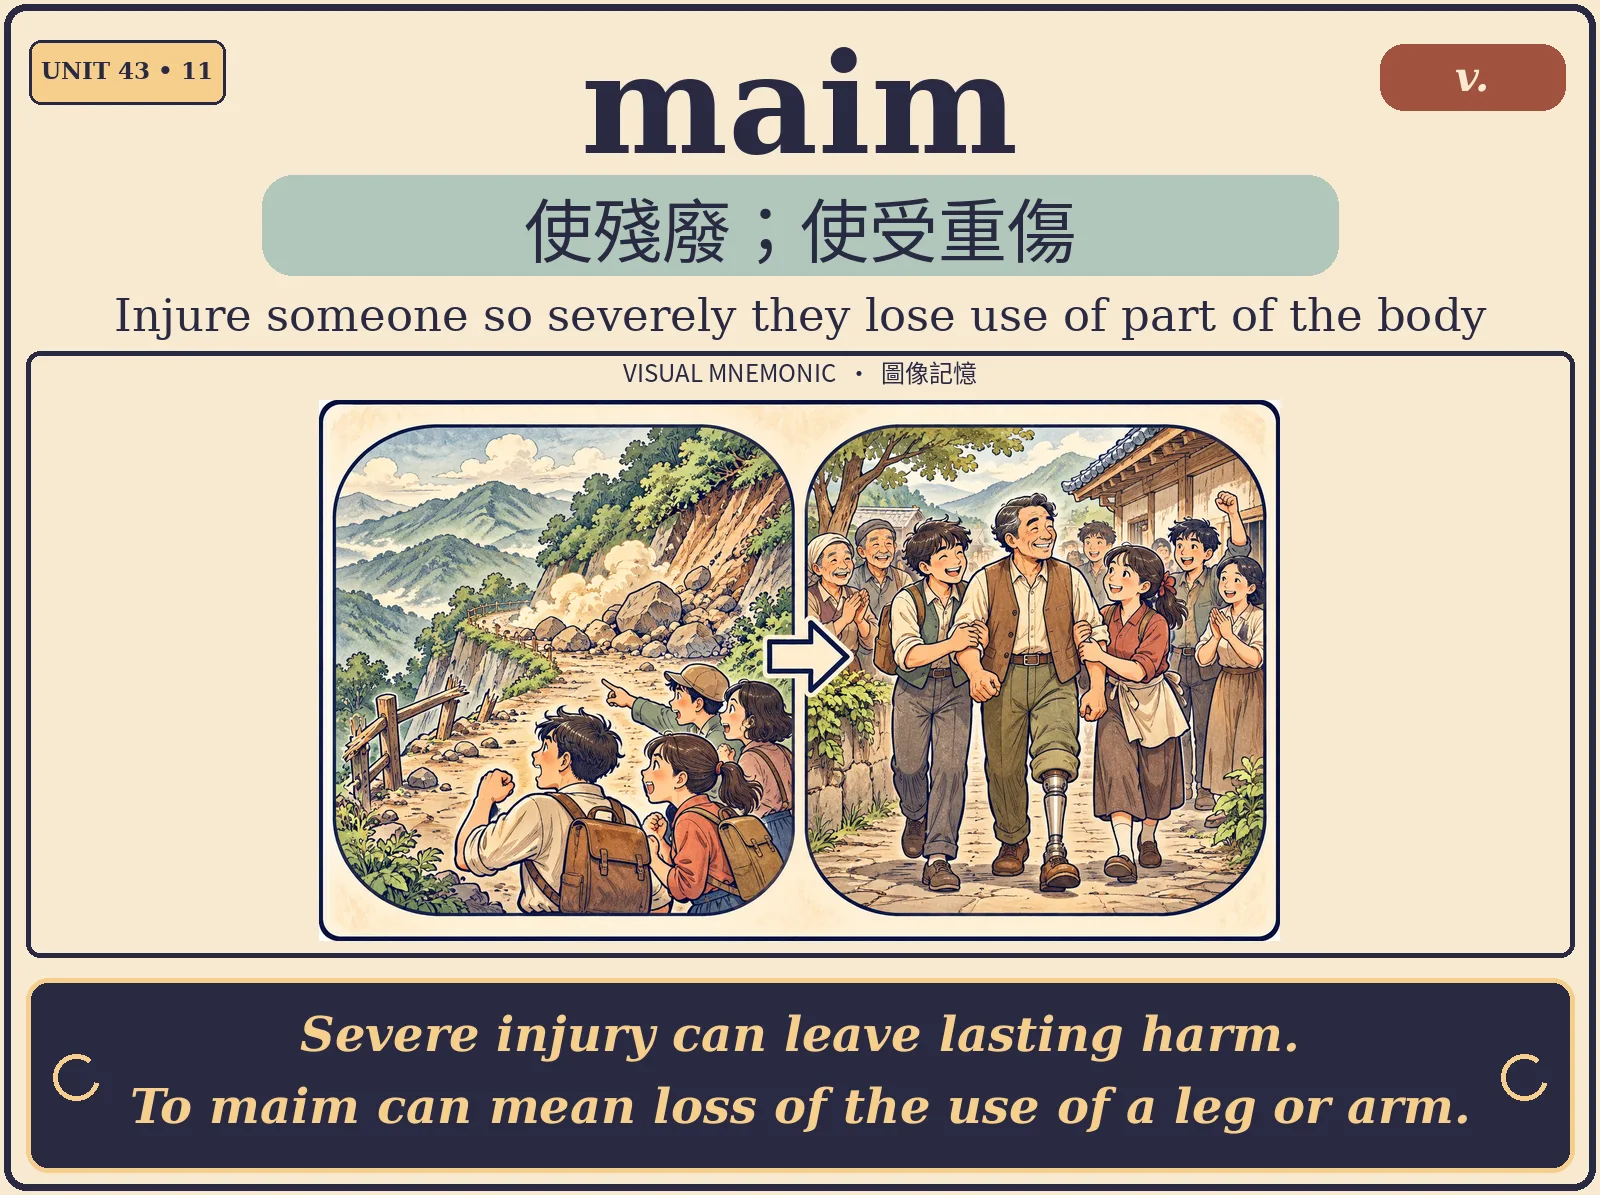 UNIT 43 • 11
maim
v.
使殘廢；使受重傷
Injure someone so severely they lose use of part of the body
VISUAL MNEMONIC • 圖像記憶
Severe injury can leave lasting harm.
To maim can mean loss of the use of a leg or arm.